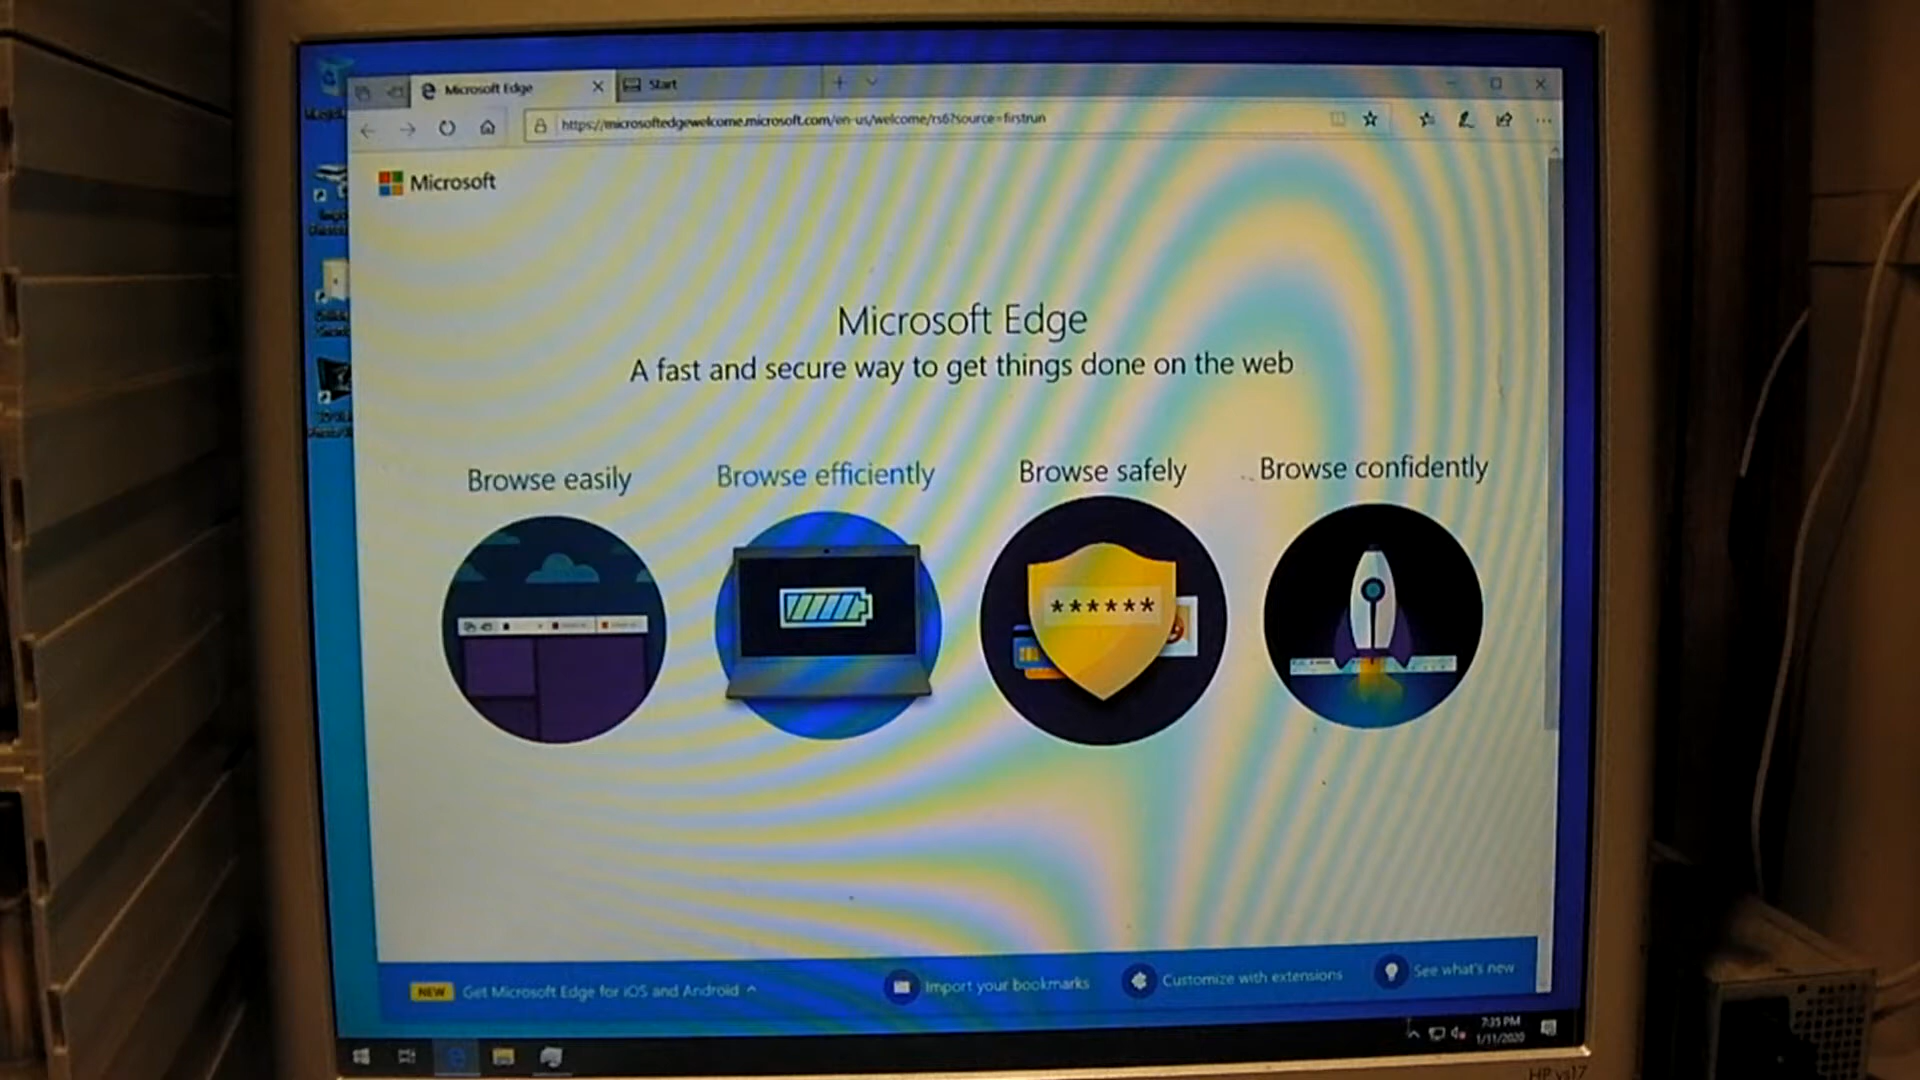 Microsoft Edge
Start
https://microsoftedgewelcome.microsoft.com/en-us/welcome/rs6?source=firstrun
Microsoft
Microsoft Edge
A fast and secure way to get things done on the web
Browse easily
Browse efficiently
Browse safely
Browse confidently
******
NEW Get Microsoft Edge for iOS and Android
Import your bookmarks
Customize with extensions
See what's new
7:35 PM
1/11/2020
HP vs17